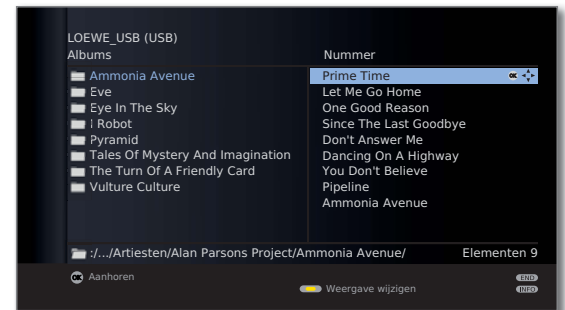 LOEWE_USB (USB)
Albums
Nummer
Ammonia Avenue
Eve
Eye In The Sky
I Robot
Pyramid
Tales Of Mystery And Imagination
The Turn Of A Friendly Card
Vulture Culture
Prime Time OK
Let Me Go Home
One Good Reason
Since The Last Goodbye
Don't Answer Me
Dancing On A Highway
You Don't Believe
Pipeline
Ammonia Avenue
:/.../Artiesten/Alan Parsons Project/Ammonia Avenue/ Elementen 9
OK Aanhoren
END
Weergave wijzigen
INFO